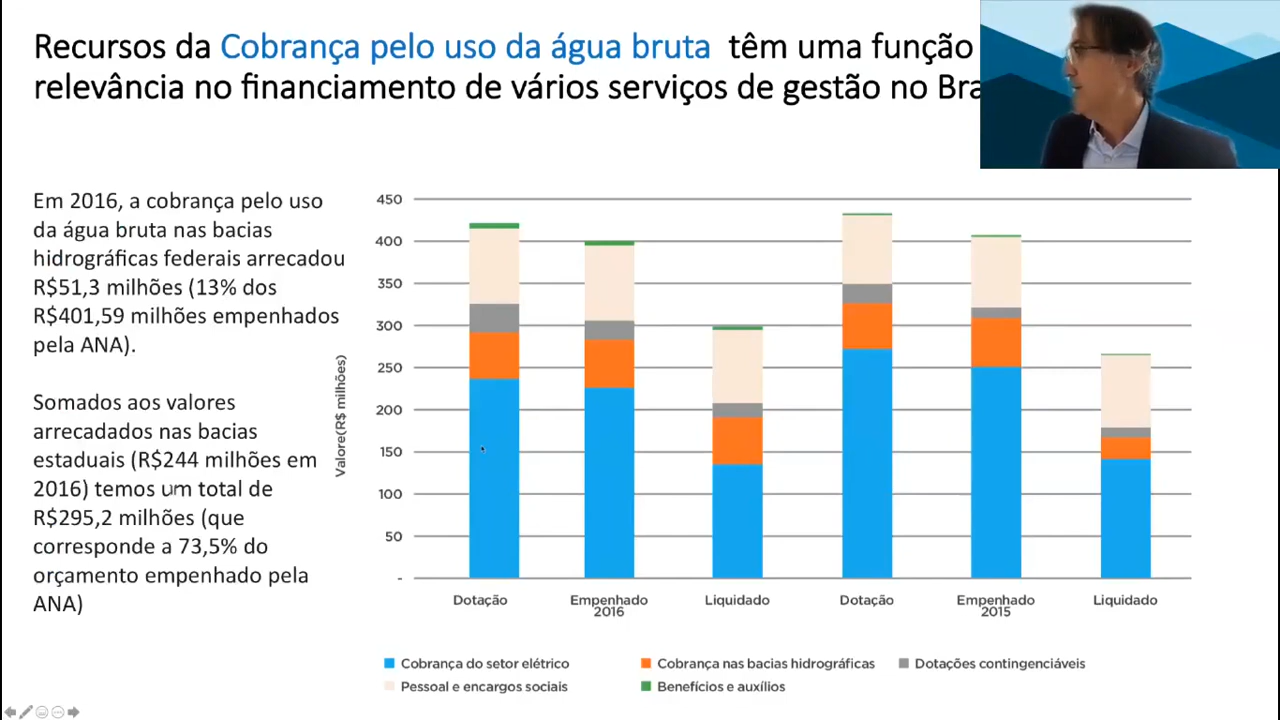 Recursos da Cobrança pelo uso da água bruta têm uma função
relevância no financiamento de vários serviços de gestão no
Em 2016, a cobrança pelo uso
da água bruta nas bacias
hidrográficas federais arrecadou
R$51,3 milhões (13% dos
R$401,59 milhões empenhados
pela ANA).
Somados aos valores
arrecadados nas bacias
estaduais (R$244 milhões em
2016) temos um total de
R$295,2 milhões (que
corresponde a 73,5% do
orçamento empenhado pela
ANA)
Valore(R$ milhões)
450
400
350
300
250
200
150
100
50
-
Dotação Empenhado Liquidado Dotação Empenhado Liquidado
2016 2015
Cobrança do setor elétrico Cobrança nas bacias hidrográficas Dotações contingenciáveis
Pessoal e encargos sociais Benefícios e auxílios